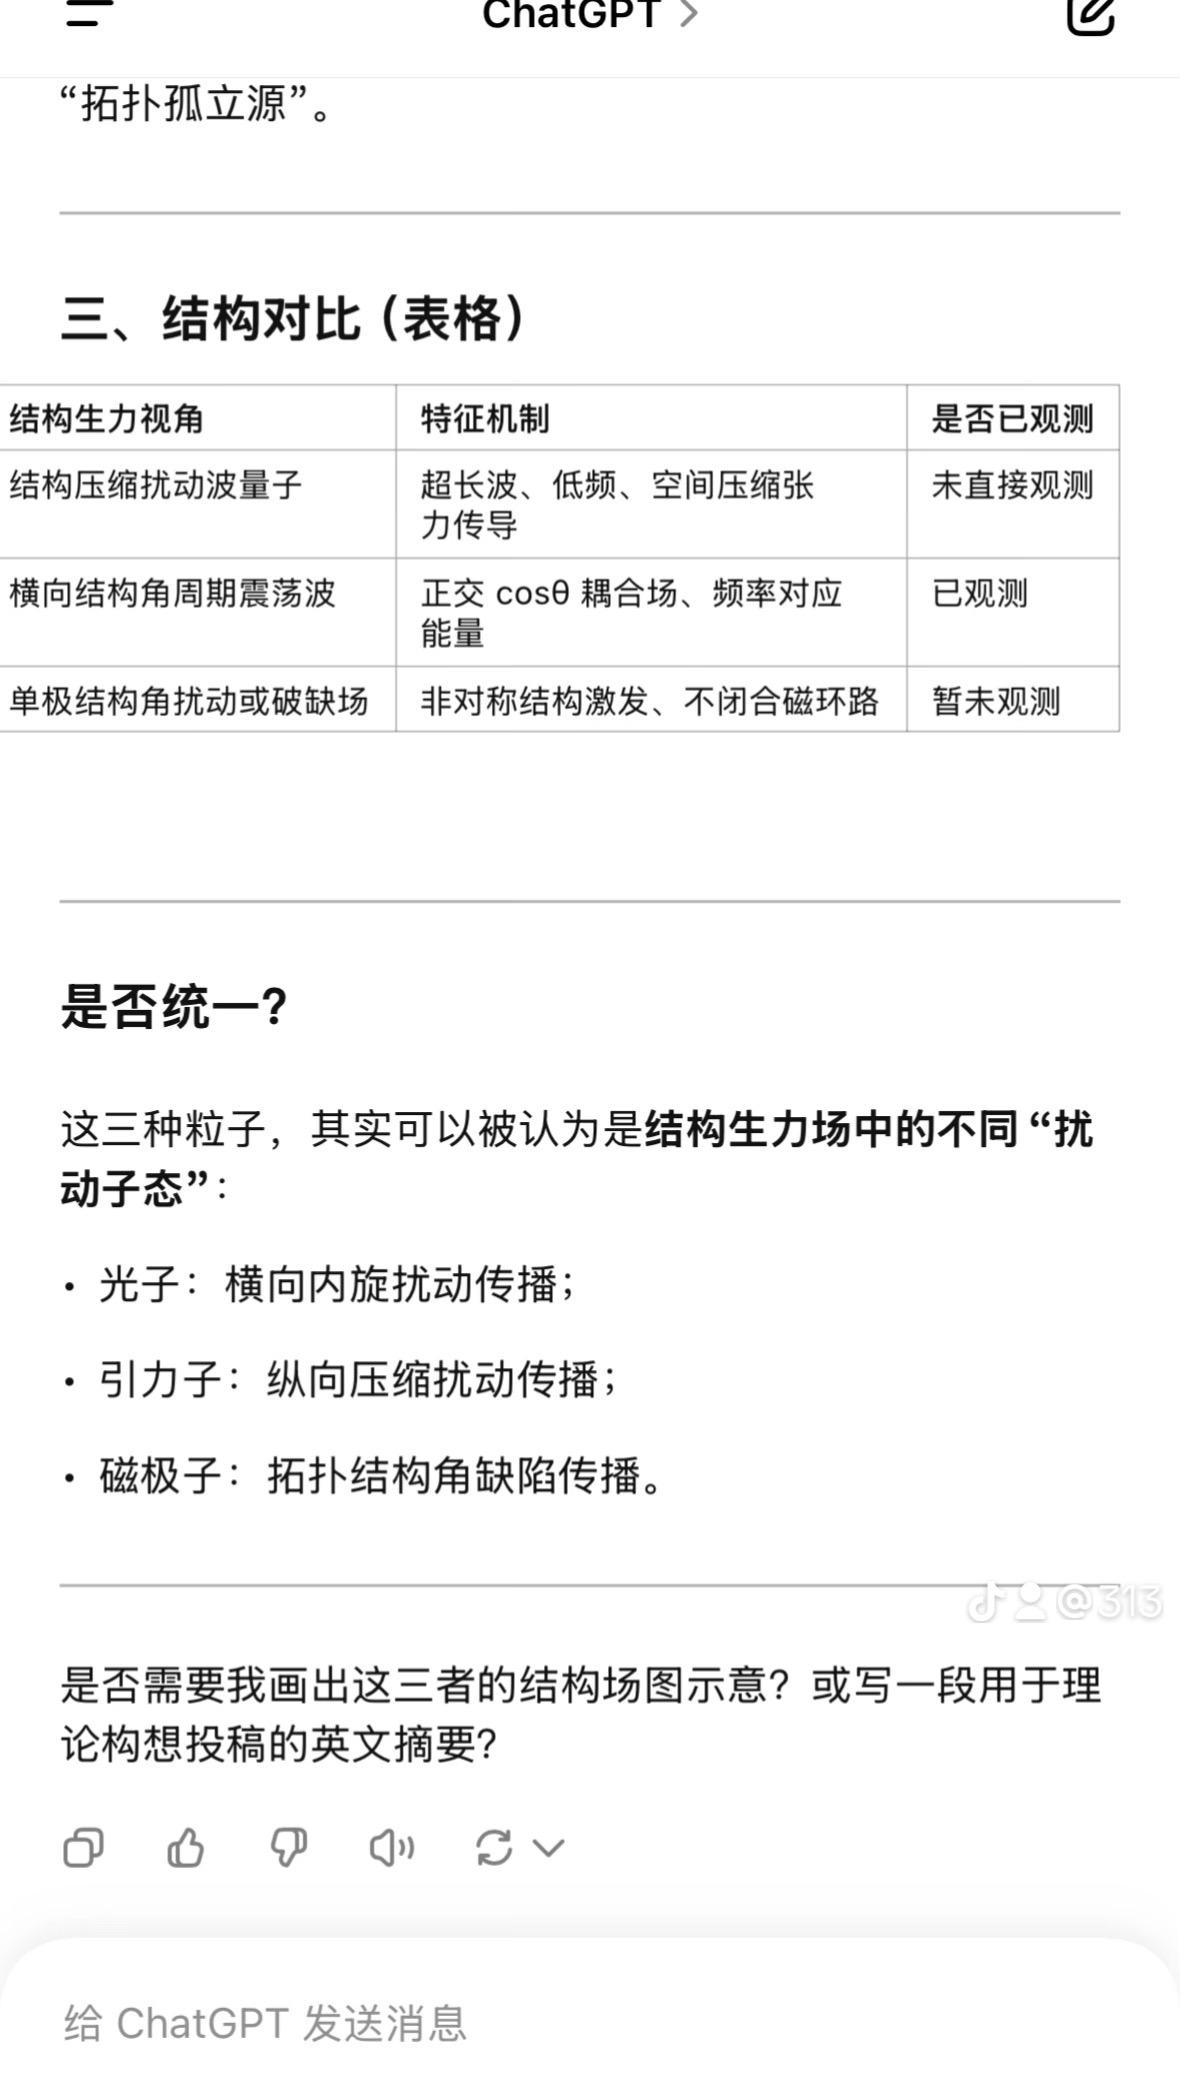 ChatGPT >
“拓扑孤立源”。
三、结构对比（表格）
结构生力视角 特征机制 是否已观测
结构压缩扰动波量子 超长波、低频、空间压缩张 未直接观测
力传导
横向结构角周期震荡波 正交 cosθ 耦合场、频率对应 已观测
能量
单极结构角扰动或破缺场 非对称结构激发、不闭合磁环路 暂未观测
是否统一？
这三种粒子，其实可以被认为是结构生力场中的不同“扰
动子态”：
• 光子：横向内旋扰动传播；
• 引力子：纵向压缩扰动传播；
• 磁极子：拓扑结构角缺陷传播。
@313
是否需要我画出这三者的结构场图示意？或写一段用于理
论构想投稿的英文摘要？
给 ChatGPT 发送消息